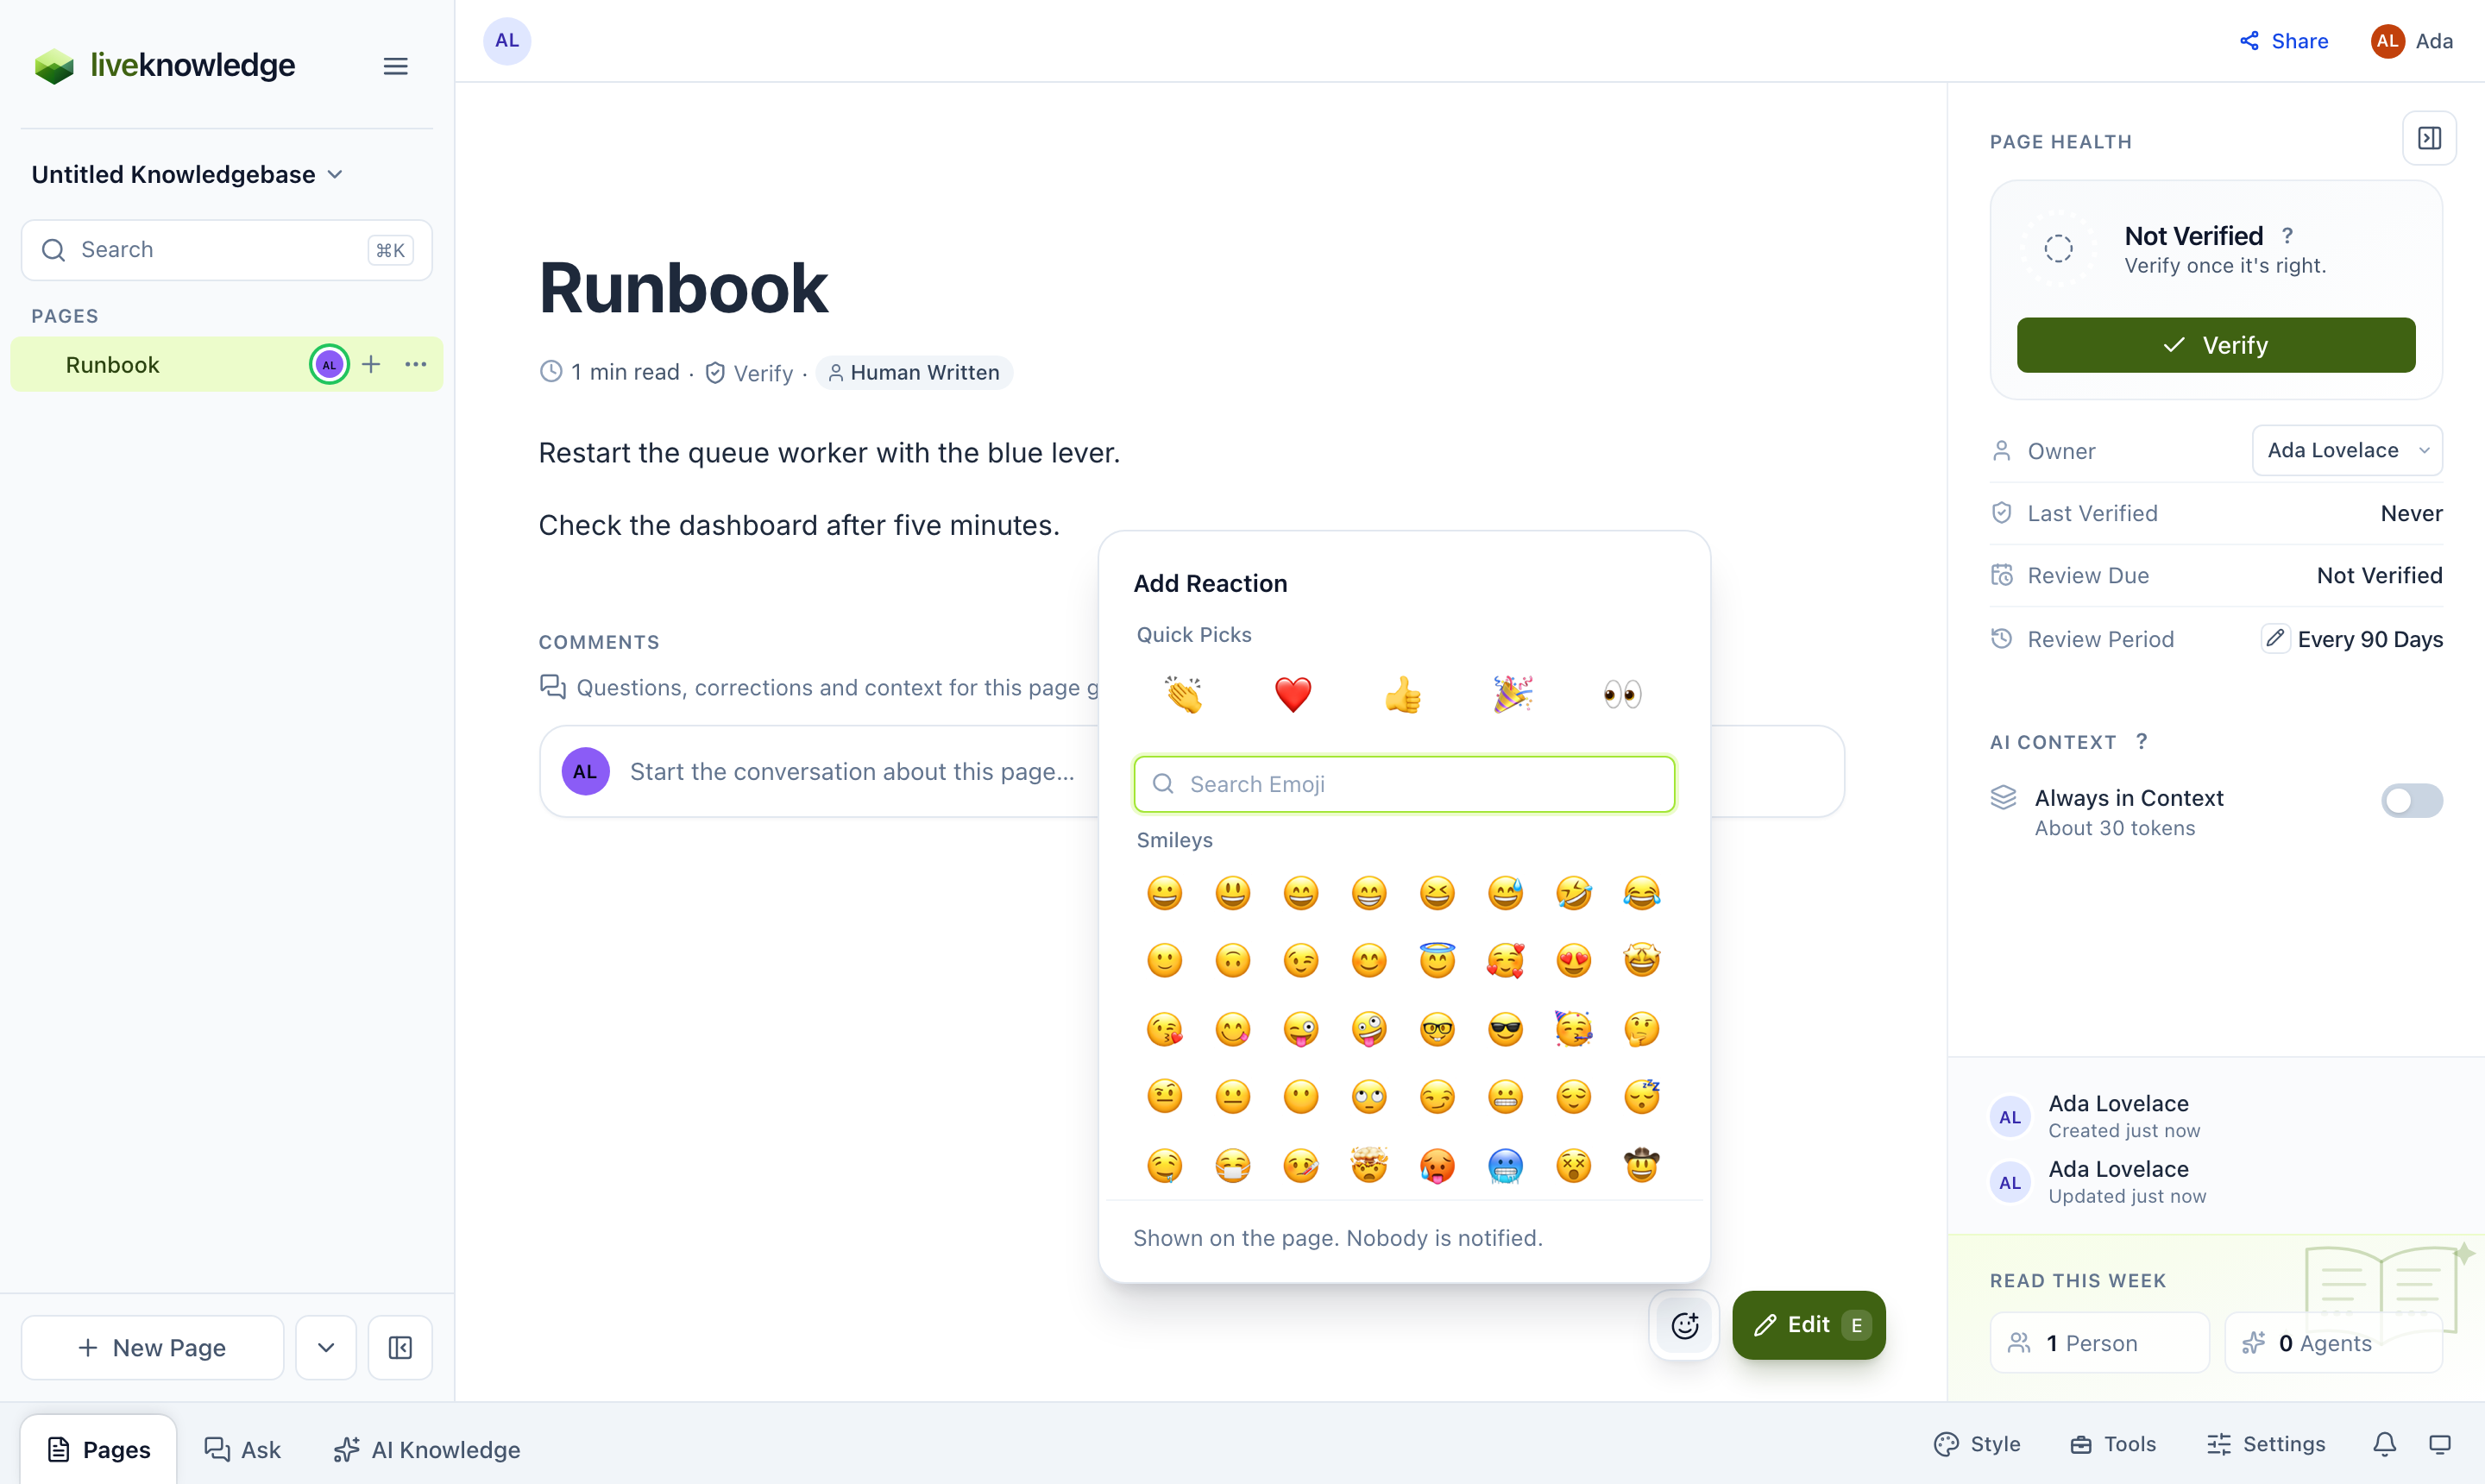 liveknowledge
Untitled Knowledgebase
Search ⌘K
PAGES
Runbook AL
New Page
AL
Share
AL Ada
Runbook
1 min read · Verify · Human Written
Restart the queue worker with the blue lever.
Check the dashboard after five minutes.
COMMENTS
Questions, corrections and context for this page g
AL Start the conversation about this page...
Add Reaction
Quick Picks
Search Emoji
Smileys
Shown on the page. Nobody is notified.
Edit E
PAGE HEALTH
Not Verified ?
Verify once it's right.
Verify
Owner Ada Lovelace
Last Verified Never
Review Due Not Verified
Review Period Every 90 Days
AI CONTEXT ?
Always in Context
About 30 tokens
AL Ada Lovelace
Created just now
AL Ada Lovelace
Updated just now
READ THIS WEEK
1 Person
0 Agents
Pages
Ask
AI Knowledge
Style
Tools
Settings